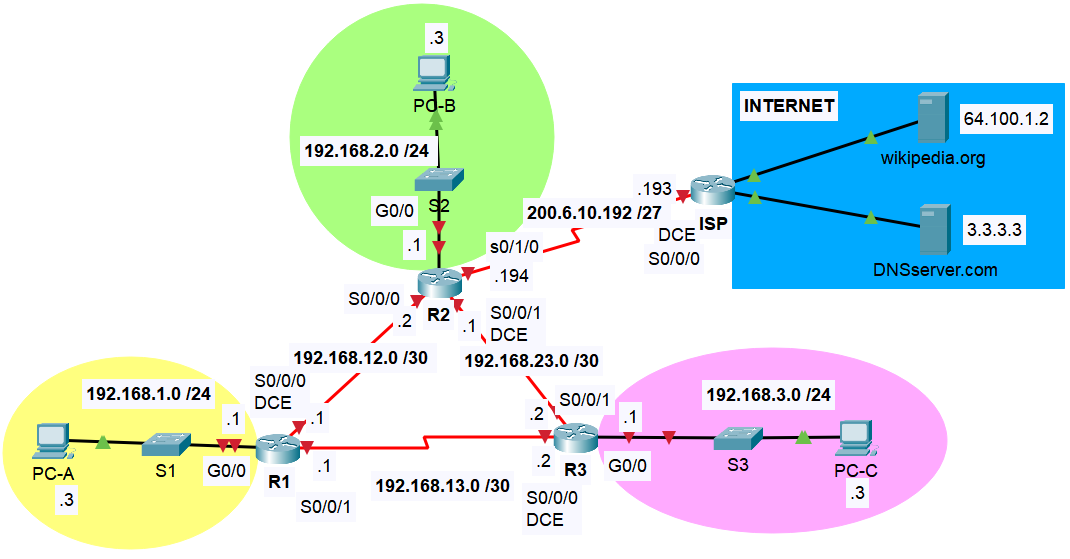 .3
PC-B
192.168.2.0 /24
S2
G0/0
.1
INTERNET
64.100.1.2
wikipedia.org
3.3.3.3
DNSserver.com
.193
ISP
200.6.10.192 /27
DCE
S0/0/0
s0/1/0
.194
S0/0/0
.2
R2
.1
S0/0/1
DCE
192.168.12.0 /30
192.168.23.0 /30
192.168.1.0 /24
S0/0/0
DCE
.1
.1
PC-A
.3
S1
G0/0
R1
.1
S0/0/1
192.168.13.0 /30
.2
S0/0/1
.2
R3
S0/0/0
DCE
192.168.3.0 /24
.1
G0/0
S3
PC-C
.3